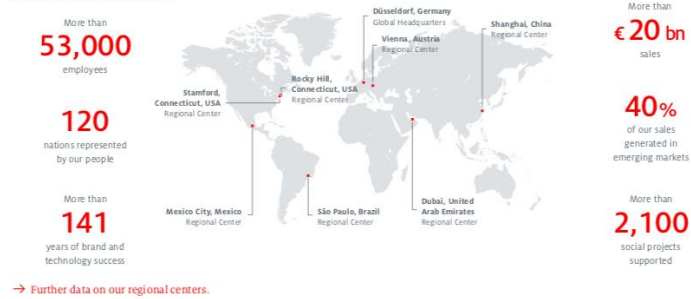 More than
53,000
employees
120
nations represented
by our people
More than
141
years of brand and
technology success
Düsseldorf, Germany
Global Headquarters
Vienna, Austria
Regional Center
Shanghai, China
Regional Center
Rocky Hill,
Connecticut, USA
Regional Center
Stamford,
Connecticut, USA
Regional Center
Mexico City, Mexico
Regional Center
São Paulo, Brazil
Regional Center
Dubai, United
Arab Emirates
Regional Center
More than
€ 20 bn
sales
40%
of our sales
generated in
emerging markets
More than
2,100
social projects
supported
→ Further data on our regional centers.